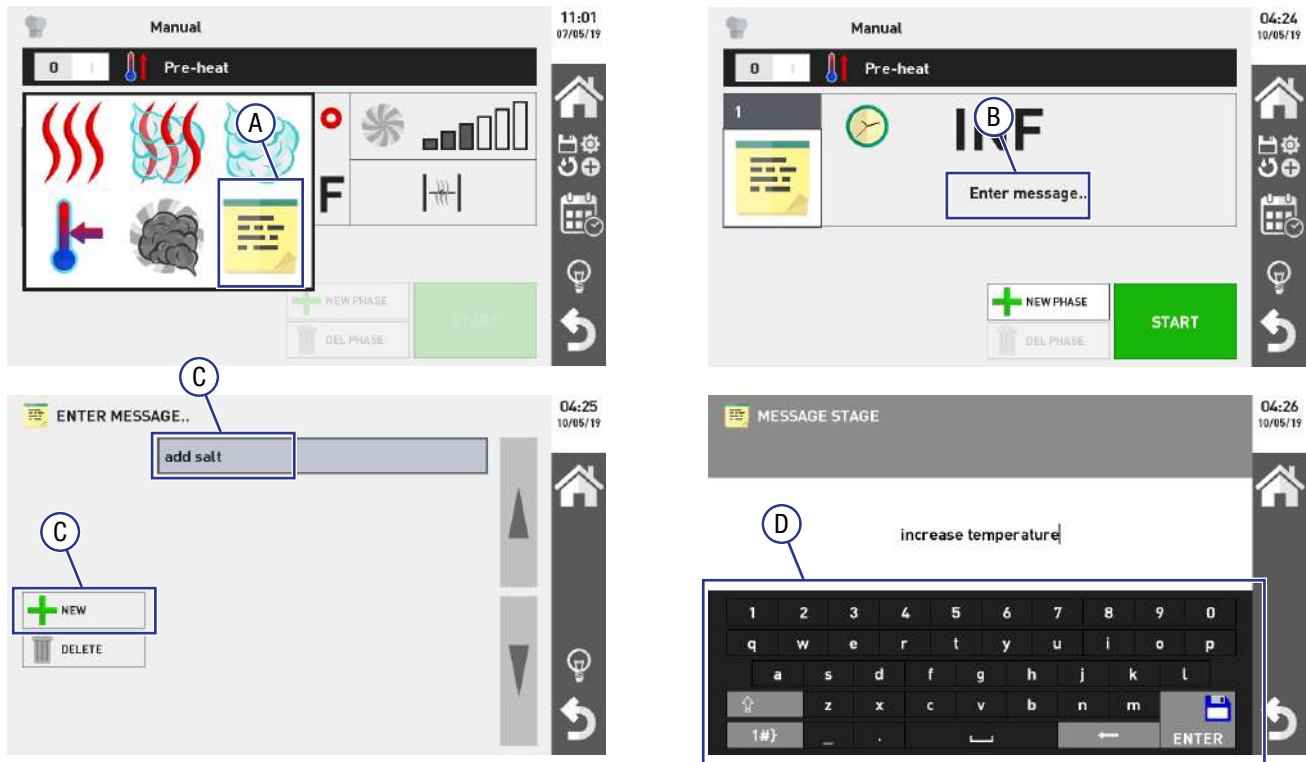 Manual
11:01
07/05/19
0 I Pre-heat
A
F
NEW PHASE
DEL PHASE
START
Manual
04:24
10/05/19
0 I Pre-heat
1
B
Enter message..
NEW PHASE
DEL PHASE
START
C
ENTER MESSAGE..
04:25
10/05/19
add salt
C
NEW
DELETE
MESSAGE STAGE
04:26
10/05/19
D
increase temperature
1 2 3 4 5 6 7 8 9 0
q w e r t y u i o p
a s d f g h j k l
z x c v b n m
1#} _ . ENTER